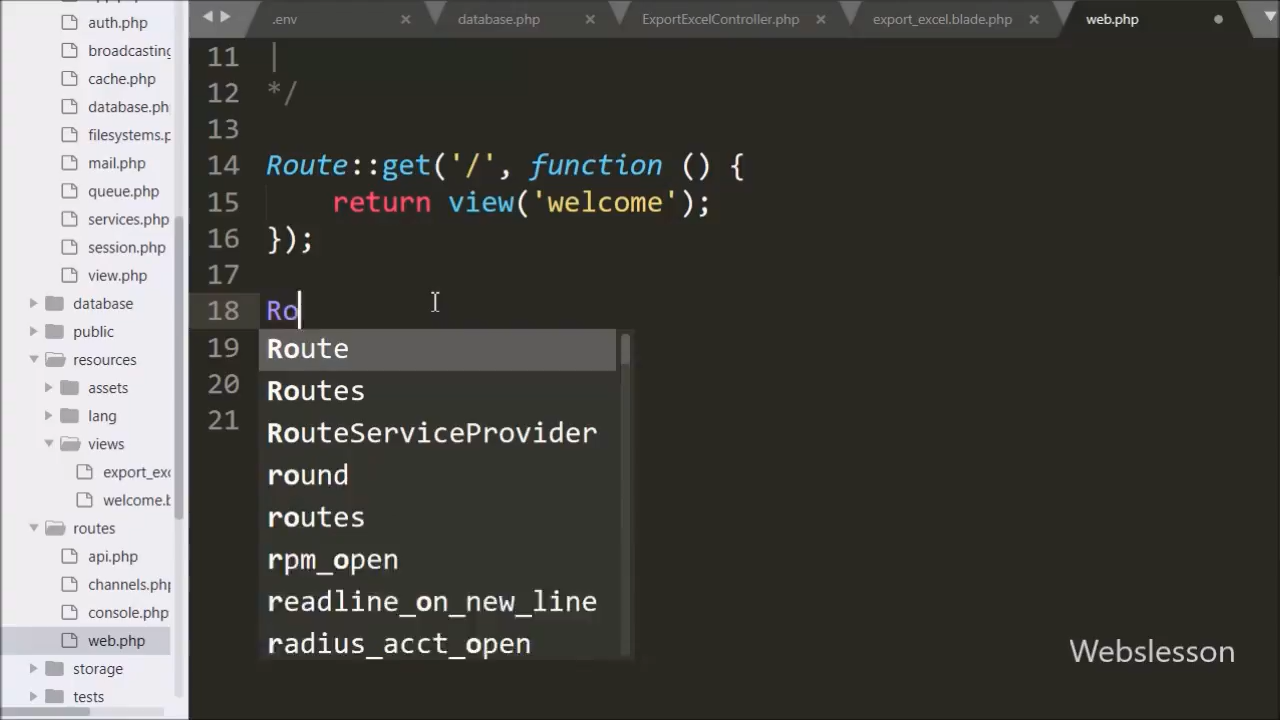 auth.php
broadcasting
cache.php
database.ph
filesystems.p
mail.php
queue.php
services.php
session.php
view.php
database
public
resources
assets
lang
views
export_exc
welcome.b
routes
api.php
channels.php
console.php
web.php
storage
tests
.env
database.php
ExportExcelController.php
export_excel.blade.php
web.php
11 |
12 */
13
14 Route::get('/', function () {
15 return view('welcome');
16 });
17
18 Ro
19
20
21
Route
Routes
RouteServiceProvider
round
routes
rpm_open
readline_on_new_line
radius_acct_open
Webslesson